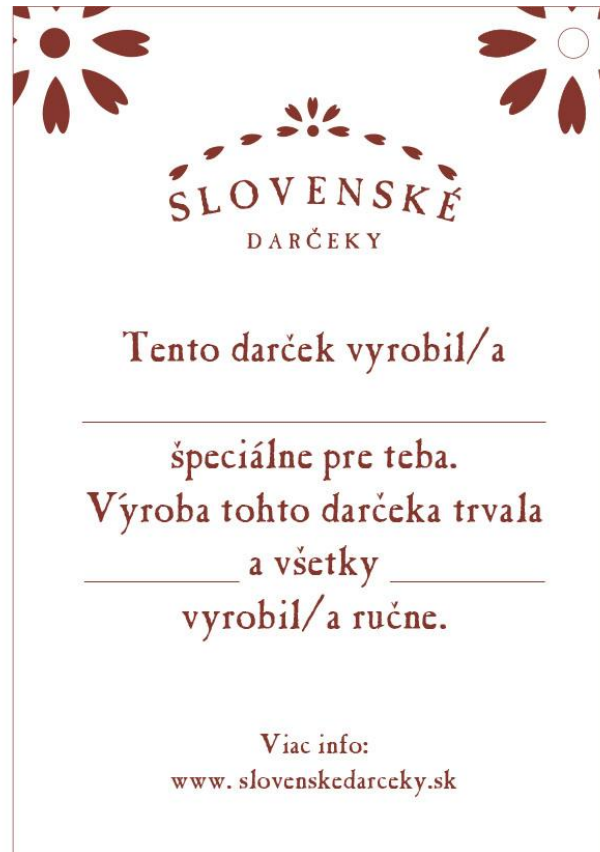 SLOVENSKÉ
DARČEKY
Tento darček vyrobil/a
špeciálne pre teba.
Výroba tohto darčeka trvala
a všetky
vyrobil/a ručne.
Viac info:
www. slovenskedarceky.sk